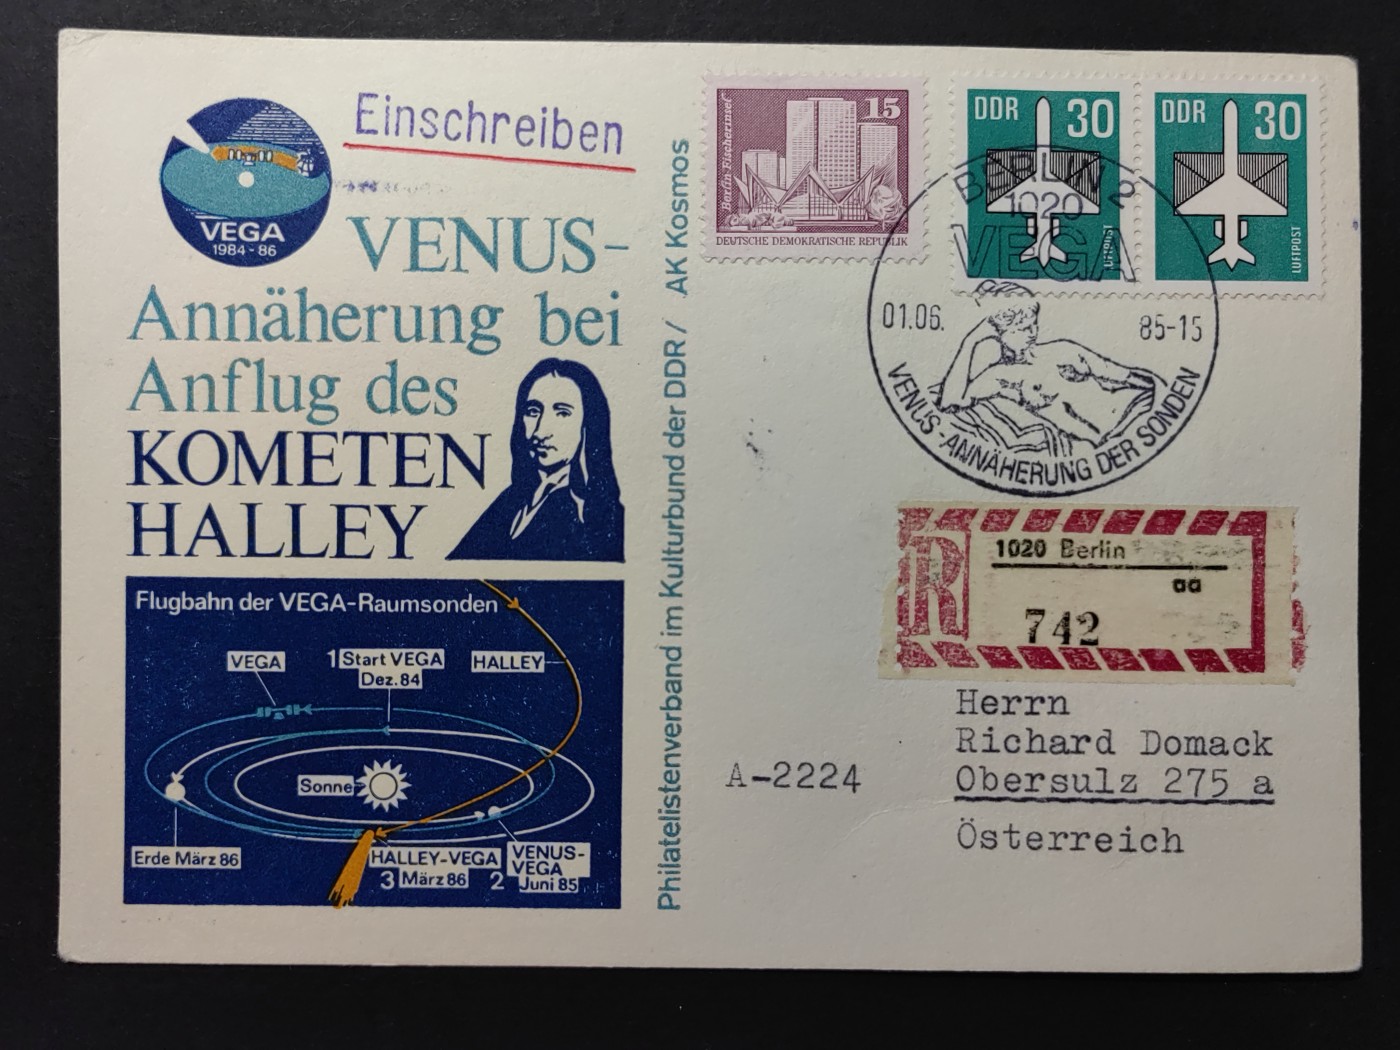 VEGA
1984-86
Einschreiben
VENUS-
Annäherung bei
Anflug des
KOMETEN
HALLEY
Flugbahn der VEGA-Raumsonden
VEGA
1 Start VEGA
Dez. 84
HALLEY
Sonne
Erde März 86
HALLEY-VEGA
3 März 86
VENUS-
VEGA
2 Juni 85
Philatelistenverband im Kulturbund der DDR / AK Kosmos
Berlin-Fischerinsel
15
DEUTSCHE DEMOKRATISCHE REPUBLIK
DDR 30
LUFTPOST
DDR 30
LUFTPOST
BERLIN 2
1020
VEGA
01.06. 85-15
VENUS-ANNÄHERUNG DER SONDEN
R
1020 Berlin
aa
742
Herrn
Richard Domack
A-2224 Obersulz 275 a
Österreich